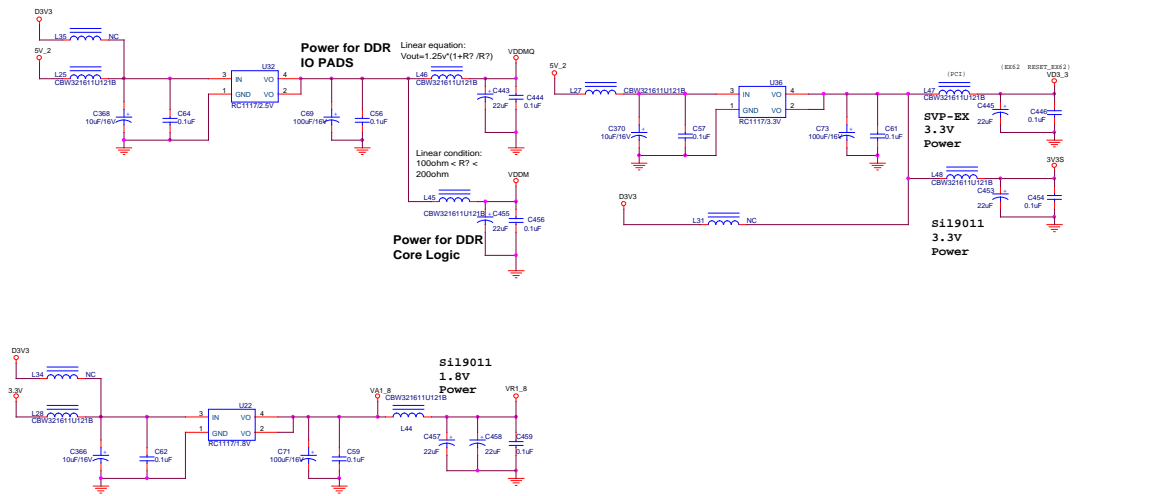 D3V3
L35
NC
5V_2
L25
CBW321611U121B
C368
10uF/16V
C64
0.1uF
U32
3
IN
VO
4
1
GND
VO
2
RC1117/2.5V
Power for DDR
IO PADS
Linear equation:
Vout=1.25v*(1+R? /R?)
C69
100uF/16V
C56
0.1uF
L46
CBW321611U121B
VDDMQ
C443
22uF
C444
0.1uF
Linear condition:
100ohm < R? <
200ohm
L45
CBW321611U121B
VDDM
C455
22uF
C456
0.1uF
Power for DDR
Core Logic
5V_2
L27
CBW321611U121B
C370
10uF/16V
C57
0.1uF
U36
3
IN
VO
4
1
GND
VO
2
RC1117/3.3V
C73
100uF/16V
C61
0.1uF
(PCI)
(EX62 RESET_EX62)
VD3_3
L47
CBW321611U121B
C445
22uF
C446
0.1uF
SVP-EX
3.3V
Power
3V3S
L48
CBW321611U121B
C453
22uF
C454
0.1uF
Sil9011
3.3V
Power
D3V3
L31
NC
D3V3
L34
NC
3.3V
L28
CBW321611U121B
C366
10uF/16V
C62
0.1uF
U22
3
IN
VO
4
1
GND
VO
2
RC1117/1.8V
C71
100uF/16V
C59
0.1uF
VA1_8
CBW321611U121B
L44
Sil9011
1.8V
Power
VR1_8
C457
22uF
C458
22uF
C459
0.1uF